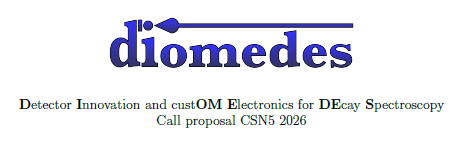 diomedes
Detector Innovation and custOM Electronics for DEcay Spectroscopy
Call proposal CSN5 2026